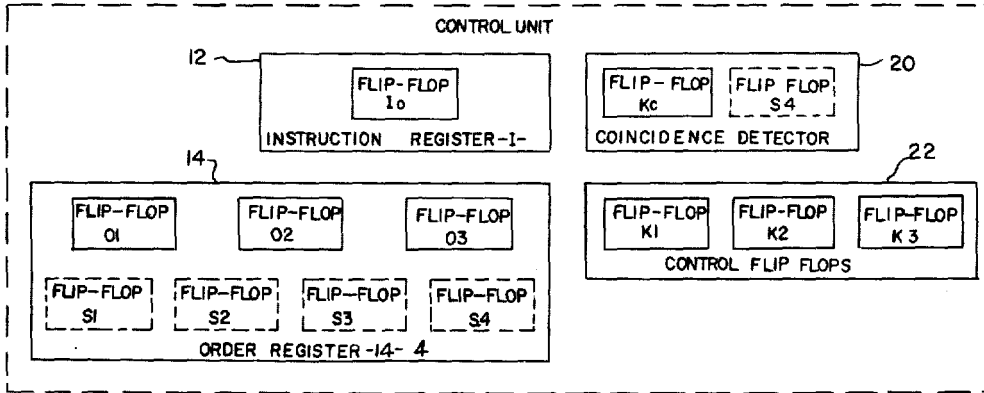 CONTROL UNIT
12
FLIP-FLOP
Io
INSTRUCTION REGISTER-I-
20
FLIP-FLOP
Kc
FLIP FLOP
S4
COINCIDENCE DETECTOR
14
FLIP-FLOP
O1
FLIP-FLOP
O2
FLIP-FLOP
O3
FLIP-FLOP
S1
FLIP-FLOP
S2
FLIP-FLOP
S3
FLIP-FLOP
S4
ORDER REGISTER-14- 4
22
FLIP-FLOP
K1
FLIP-FLOP
K2
FLIP-FLOP
K3
CONTROL FLIP FLOPS